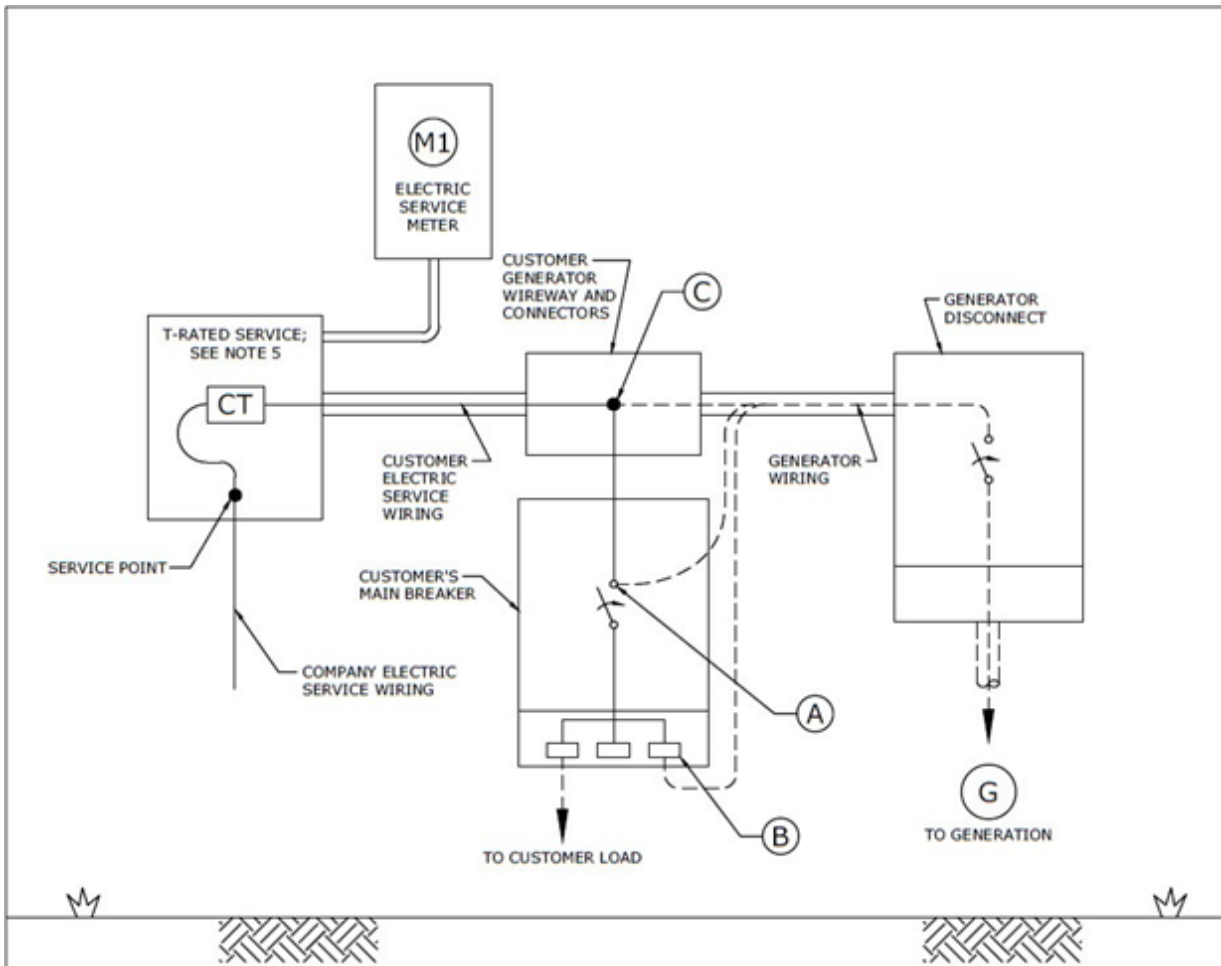 M1
ELECTRIC
SERVICE
METER
CUSTOMER
GENERATOR
WIREWAY AND
CONNECTORS
C
GENERATOR
DISCONNECT
T-RATED SERVICE;
SEE NOTE 5
CT
CUSTOMER
ELECTRIC
SERVICE
WIRING
GENERATOR
WIRING
SERVICE POINT
CUSTOMER'S
MAIN BREAKER
COMPANY ELECTRIC
SERVICE WIRING
A
G
TO GENERATION
B
TO CUSTOMER LOAD